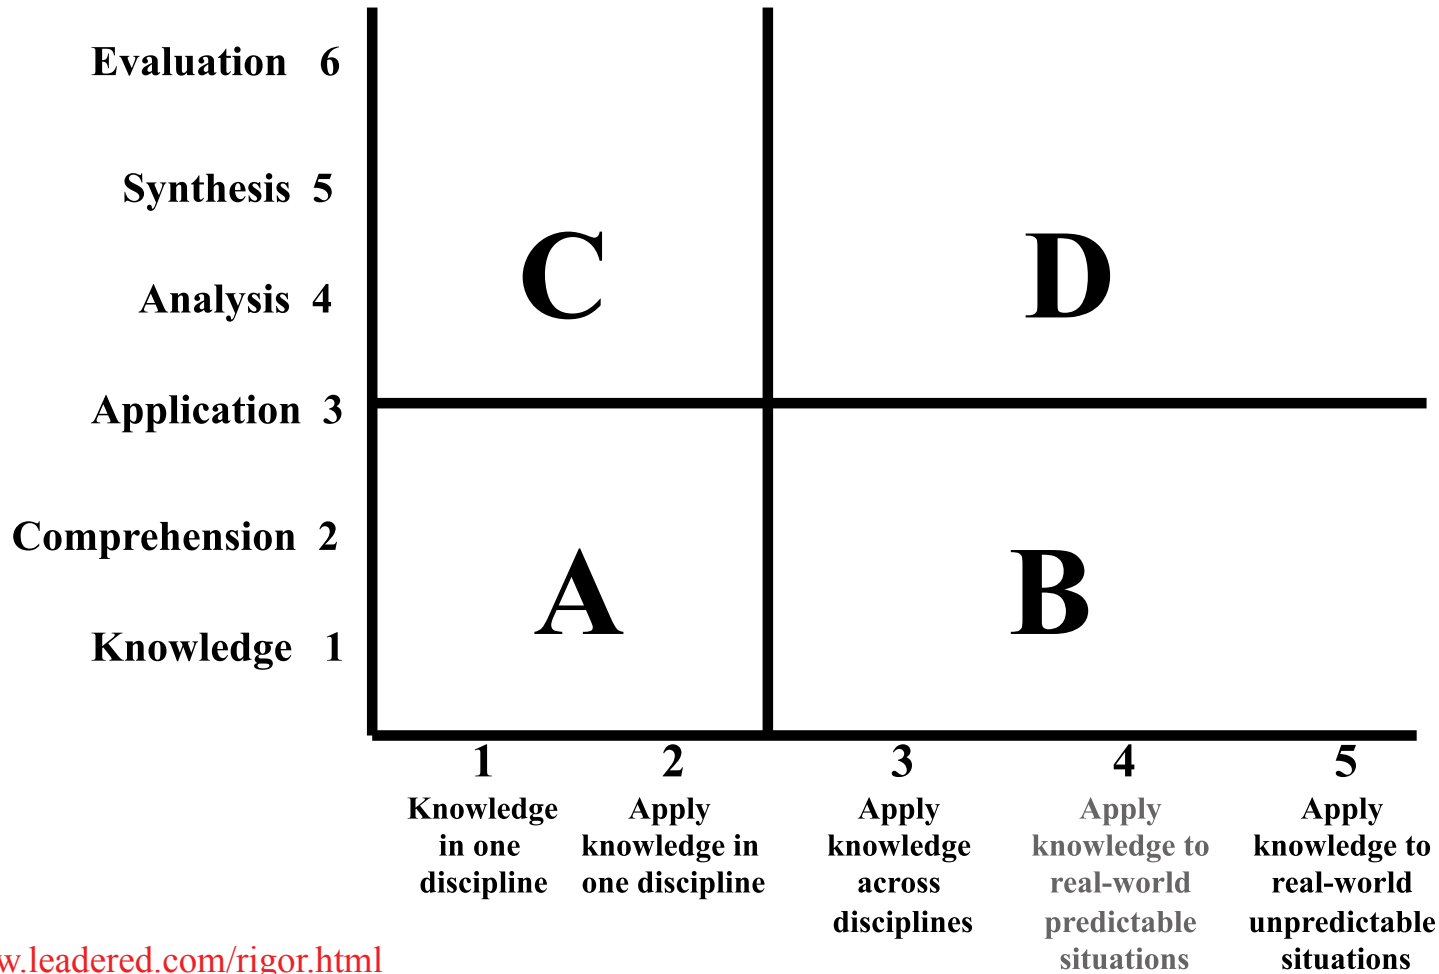 Evaluation 6
Synthesis 5
C
D
Analysis 4
Application 3
Comprehension 2
A
B
Knowledge 1
1
2
3
4
5
Knowledge
in one
discipline
Apply
knowledge in
one discipline
Apply
knowledge
across
disciplines
Apply
knowledge to
real-world
predictable
situations
Apply
knowledge to
real-world
unpredictable
situations
w.leadered.com/rigor.html